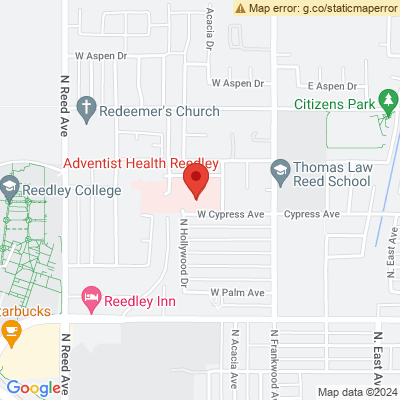 Map error: g.co/staticmaperror
Acacia Dr
W Aspen Dr
W Aspen Dr
E Aspen Dr
N Reed Ave
Redeemer's Church
Citizens Park
Adventist Health Reedley
Thomas Law
Reed School
Reedley College
W Cypress Ave
Cypress Ave
N Hollywood Dr
N. East Ave
Reedley Inn
W Palm Ave
arbucks
N Reed Ave
N Acacia Ave
N Frankwood Ave
N. East Av
Google
Map data ©2024